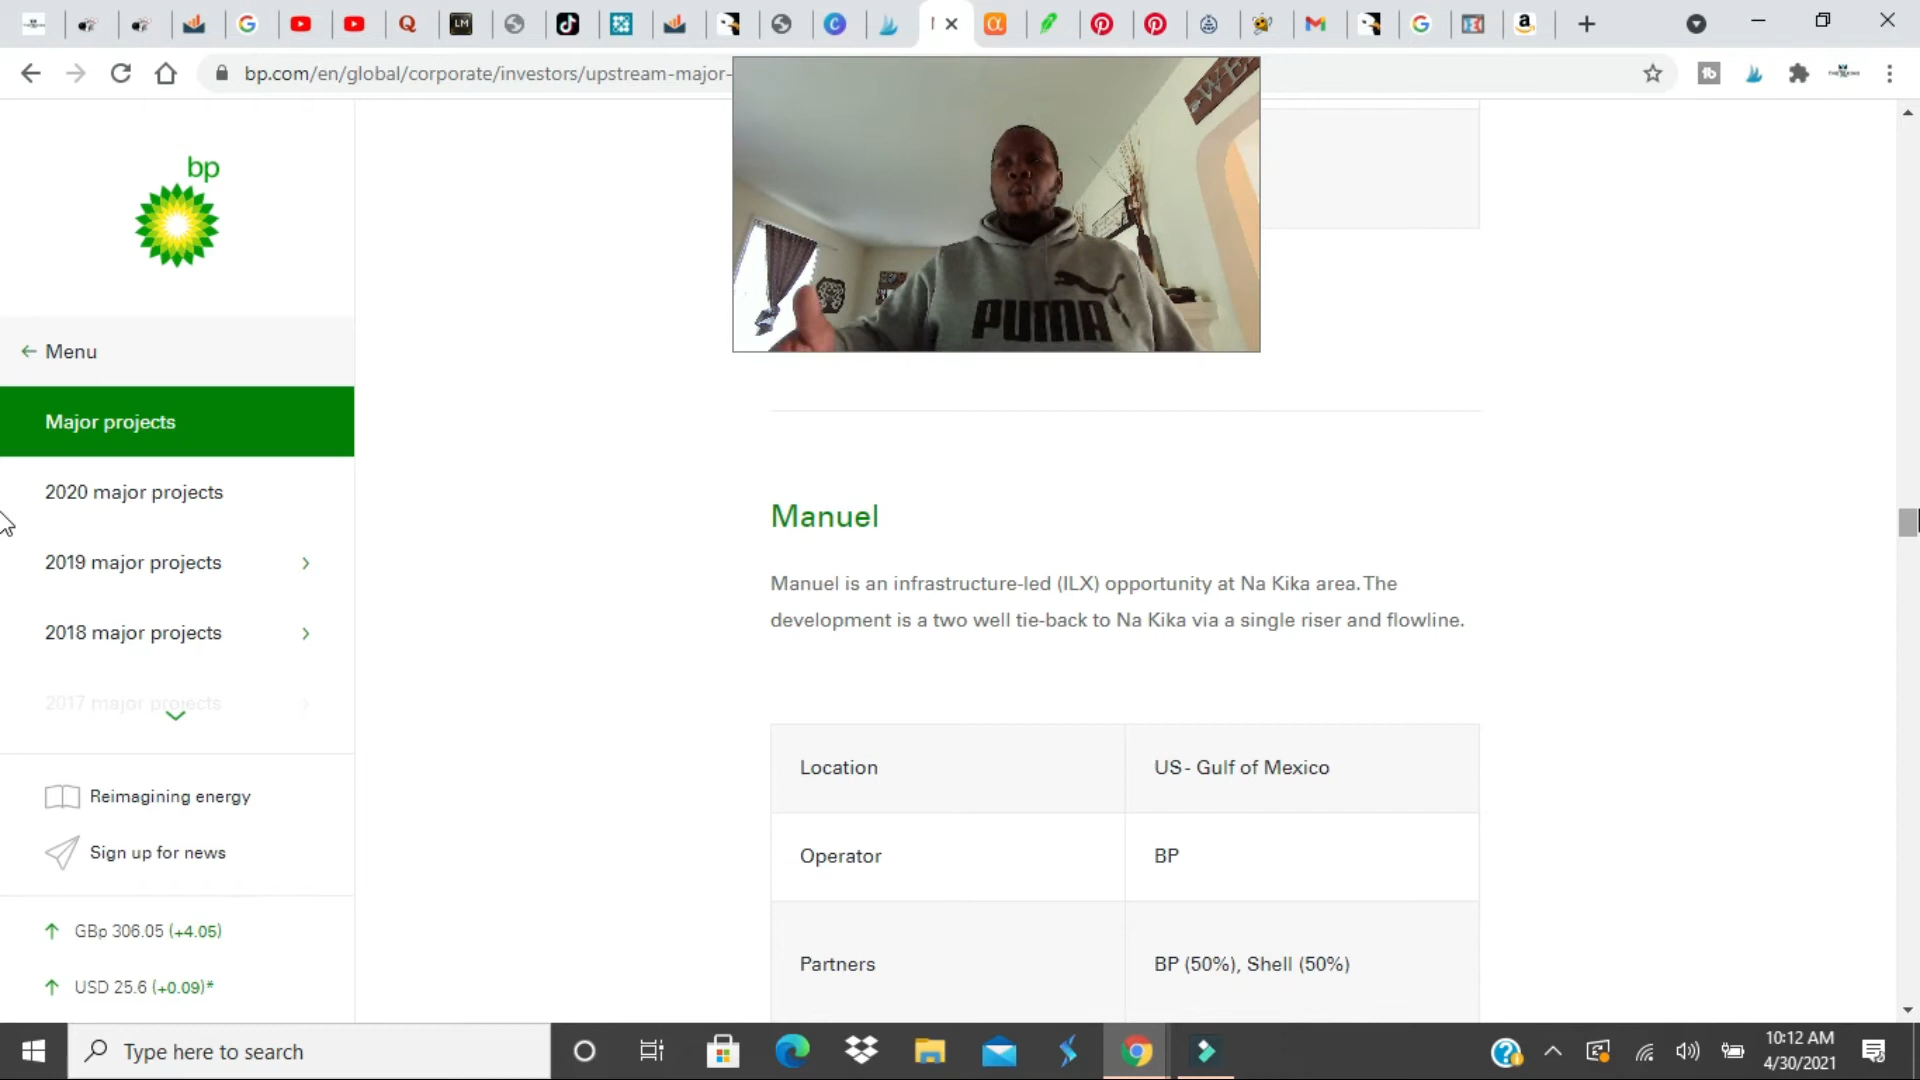 bp.com/en/global/corporate/investors/upstream-major-
WE
PUMA
bp
Menu
Major projects
2020 major projects
2019 major projects
2018 major projects
2017 major projects
Reimagining energy
Sign up for news
GBp 306.05 (+4.05)
USD 25.6 (+0.09)*
Manuel
Manuel is an infrastructure-led (ILX) opportunity at Na Kika area. The
development is a two well tie-back to Na Kika via a single riser and flowline.
Location US - Gulf of Mexico
Operator BP
Partners BP (50%), Shell (50%)
Type here to search
10:12 AM
4/30/2021